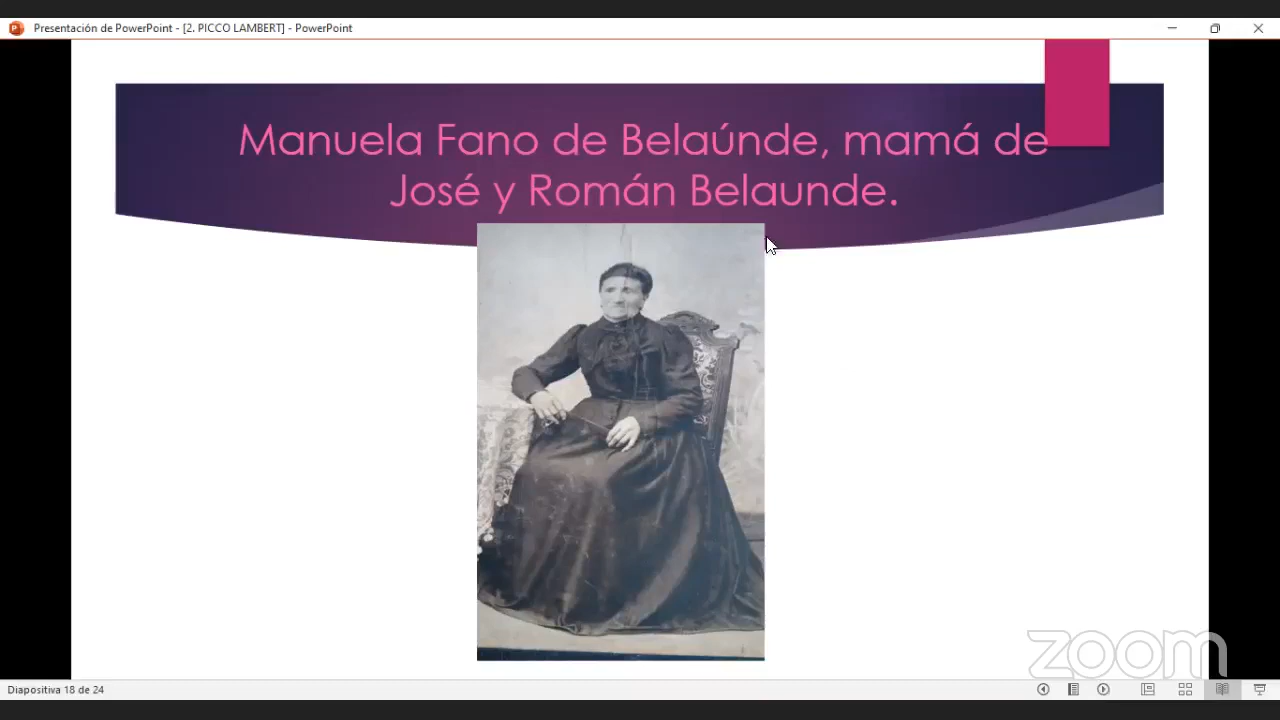 Presentación de PowerPoint - [2. PICCO LAMBERT] - PowerPoint
Manuela Fano de Belaúnde, mamá de
José y Román Belaunde.
zoom
Diapositiva 18 de 24